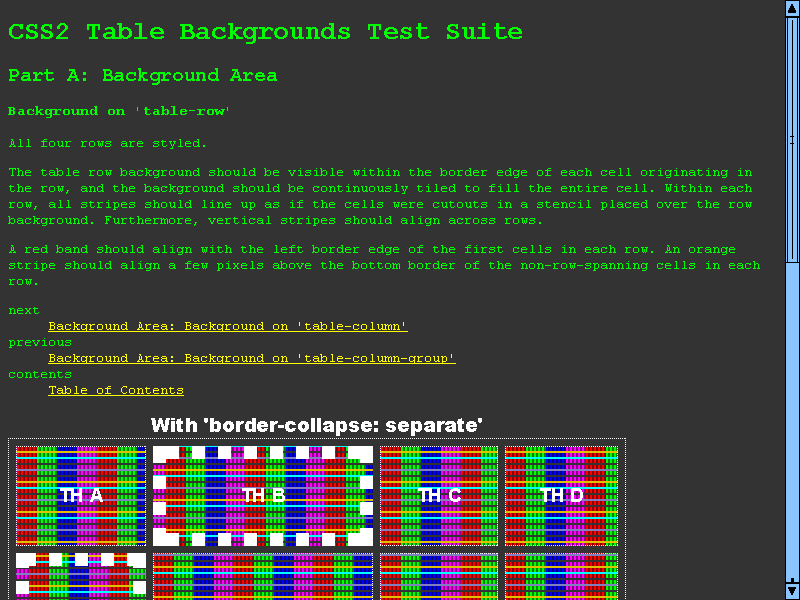 CSS2 Table Backgrounds Test Suite
Part A: Background Area
Background on 'table-row'
All four rows are styled.
The table row background should be visible within the border edge of each cell originating in
the row, and the background should be continuously tiled to fill the entire cell. Within each
row, all stripes should line up as if the cells were cutouts in a stencil placed over the row
background. Furthermore, vertical stripes should align across rows.
A red band should align with the left border edge of the first cells in each row. An orange
stripe should align a few pixels above the bottom border of the non-row-spanning cells in each
row.
next
Background Area: Background on 'table-column'
previous
Background Area: Background on 'table-column-group'
contents
Table of Contents
With 'border-collapse: separate'
TH A TH B TH C TH D